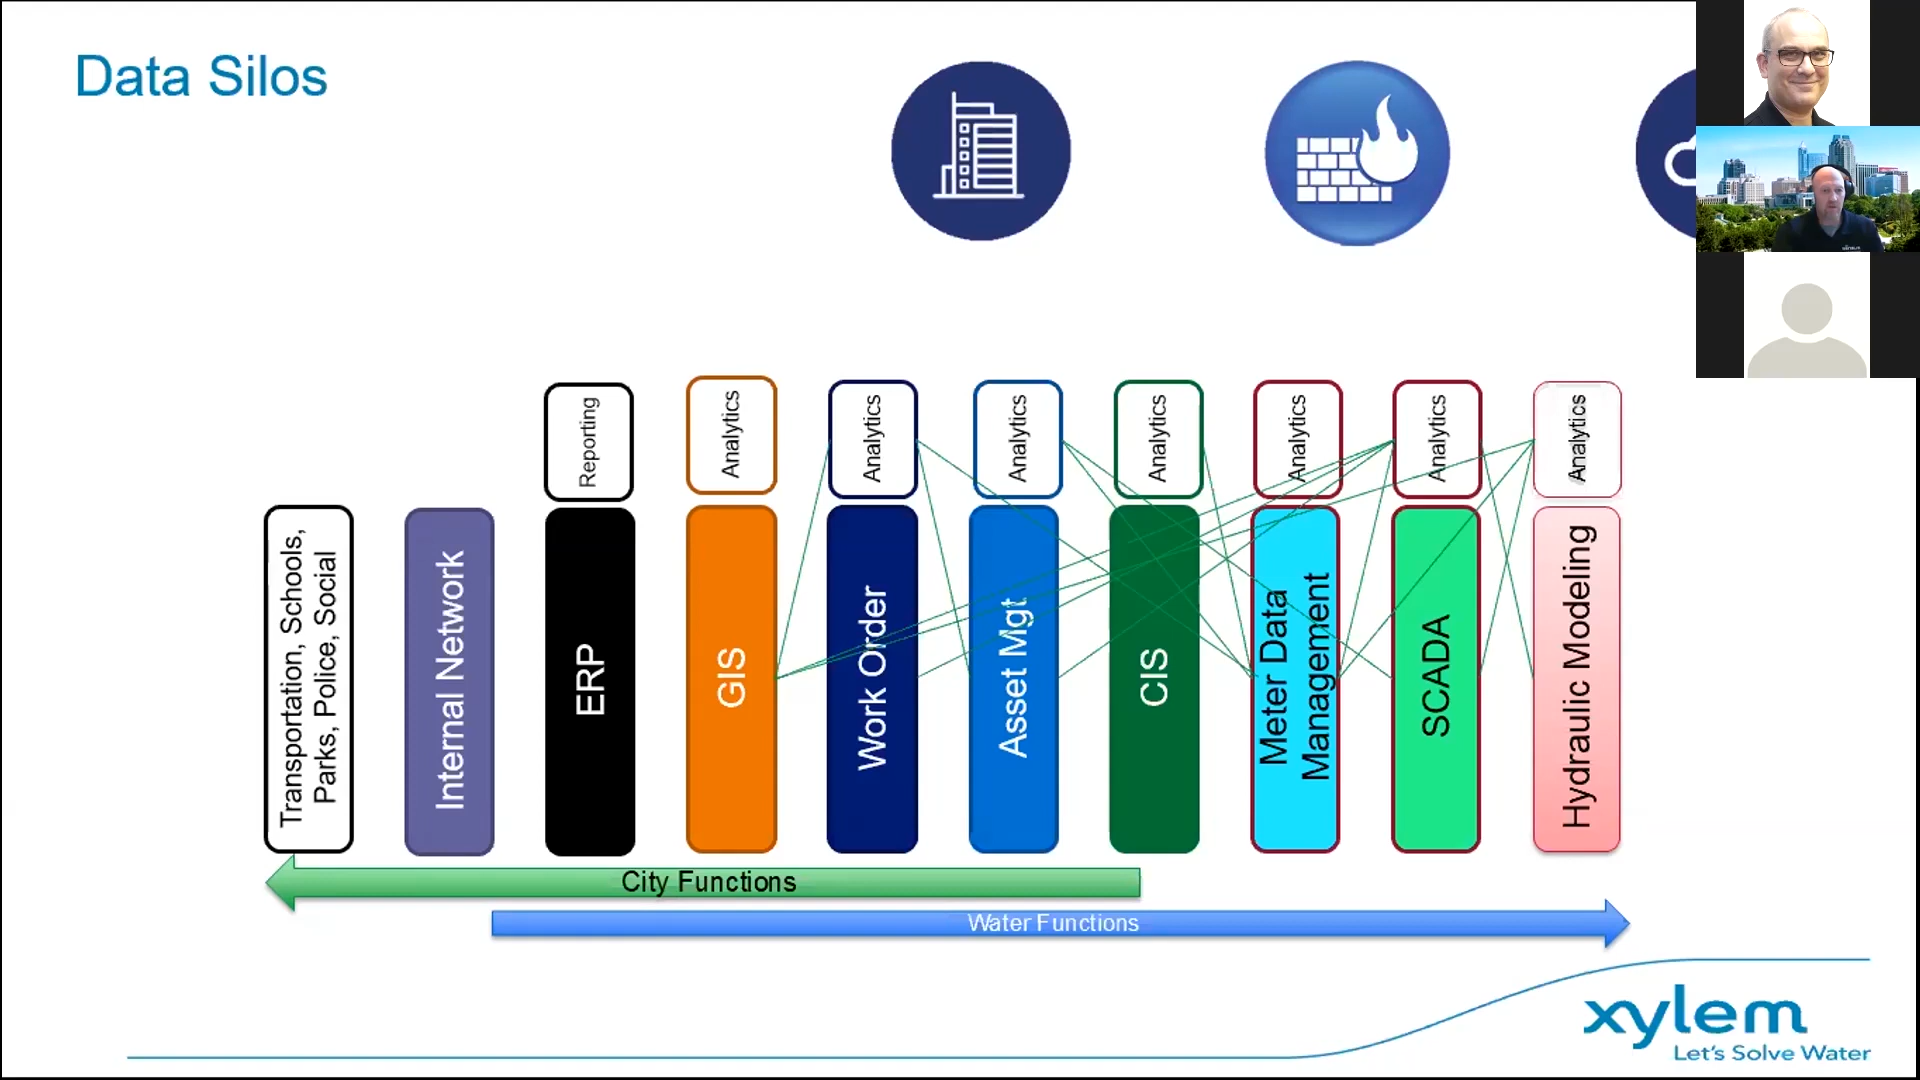 Data Silos
Reporting
Analytics
Analytics
Analytics
Analytics
Analytics
Analytics
Analytics
Transportation, Schools,
Parks, Police, Social
Internal Network
ERP
GIS
Work Order
Asset Mgt
CIS
Meter Data
Management
SCADA
Hydraulic Modeling
City Functions
Water Functions
xylem
Let's Solve Water